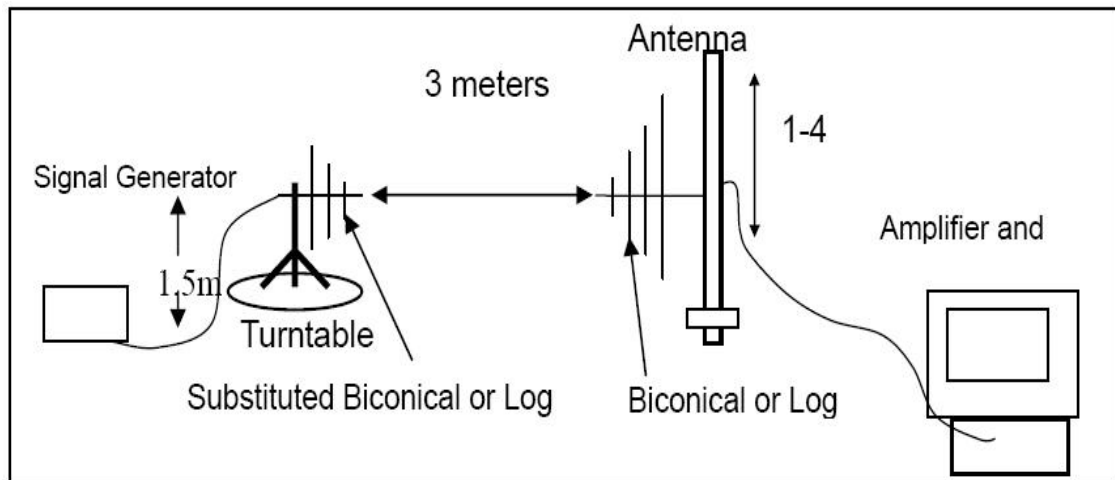 Antenna
3 meters
1-4
Signal Generator
Amplifier and
1.5m
Turntable
Substituted Biconical or Log
Biconical or Log